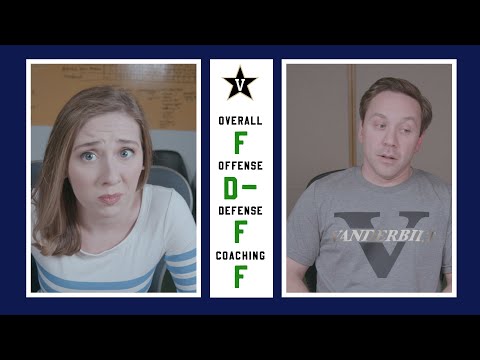 V
OVERALL
F
OFFENSE
D-
DEFENSE
F
COACHING
F
V
VANDERBILT